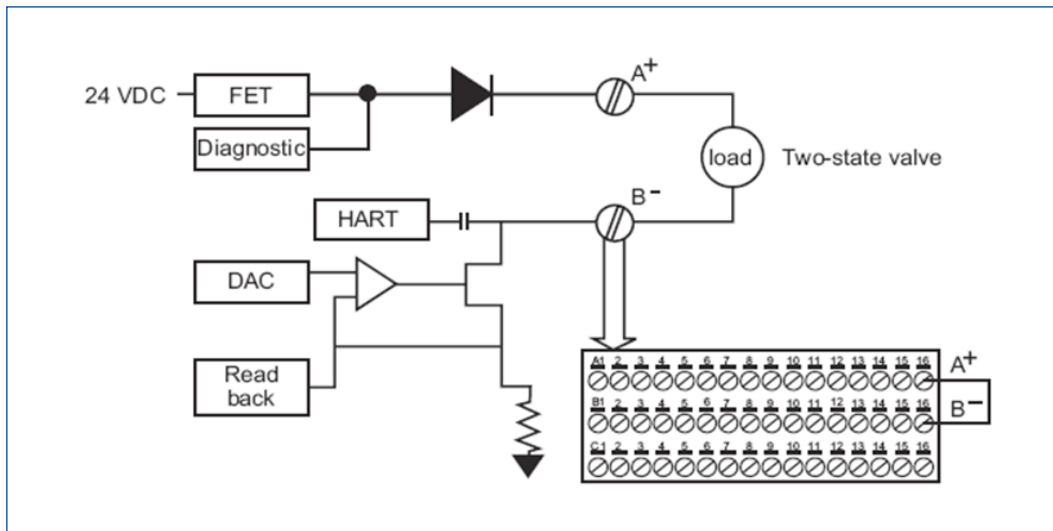 A+
24 VDC
FET
Diagnostic
load
Two-state valve
B-
HART
DAC
Read
back
A1 2 3 4 5 6 7 8 9 10 11 12 13 14 15 16
A+
B1 2 3 4 5 6 7 8 9 10 11 12 13 14 15 16
B-
C1 2 3 4 5 6 7 8 9 10 11 12 13 14 15 16